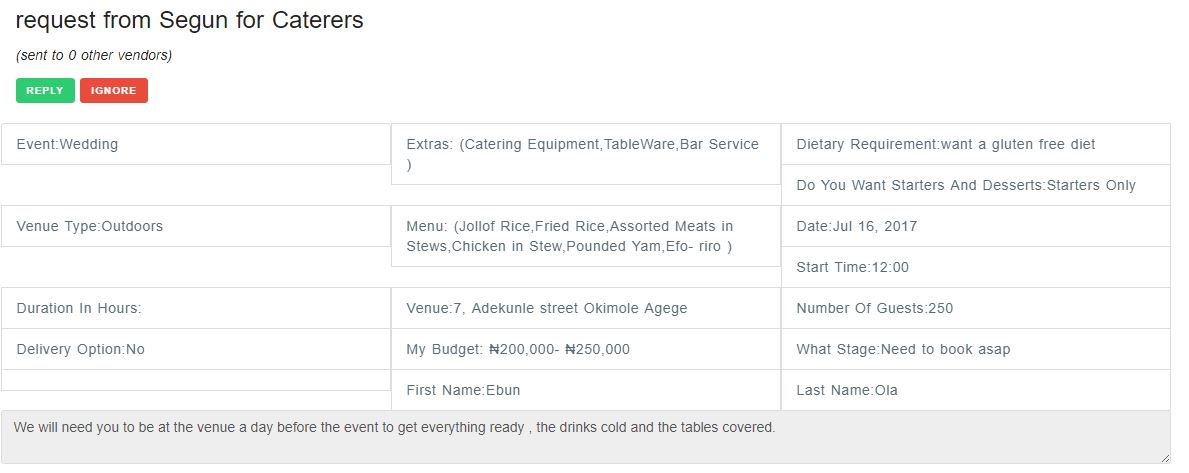 request from Segun for Caterers
(sent to 0 other vendors)
REPLY IGNORE
Event:Wedding
Extras: (Catering Equipment,TableWare,Bar Service
)
Dietary Requirement:want a gluten free diet
Do You Want Starters And Desserts:Starters Only
Venue Type:Outdoors
Menu: (Jollof Rice,Fried Rice,Assorted Meats in
Stews,Chicken in Stew,Pounded Yam,Efo- riro )
Date:Jul 16, 2017
Start Time:12:00
Duration In Hours:
Venue:7, Adekunle street Okimole Agege
Number Of Guests:250
Delivery Option:No
My Budget: ₦200,000- ₦250,000
What Stage:Need to book asap
First Name:Ebun
Last Name:Ola
We will need you to be at the venue a day before the event to get everything ready , the drinks cold and the tables covered.